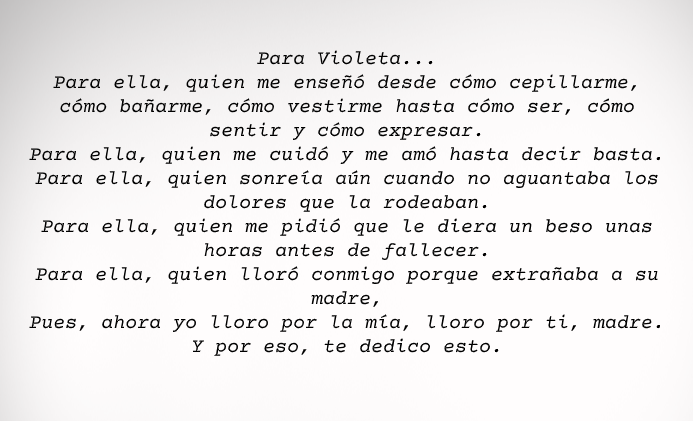 Para Violeta...
Para ella, quien me enseñó desde cómo cepillarme,
cómo bañarme, cómo vestirme hasta cómo ser, cómo
sentir y cómo expresar.
Para ella, quien me cuidó y me amó hasta decir basta.
Para ella, quien sonreía aún cuando no aguantaba los
dolores que la rodeaban.
Para ella, quien me pidió que le diera un beso unas
horas antes de fallecer.
Para ella, quien lloró conmigo porque extrañaba a su
madre,
Pues, ahora yo lloro por la mía, lloro por ti, madre.
Y por eso, te dedico esto.